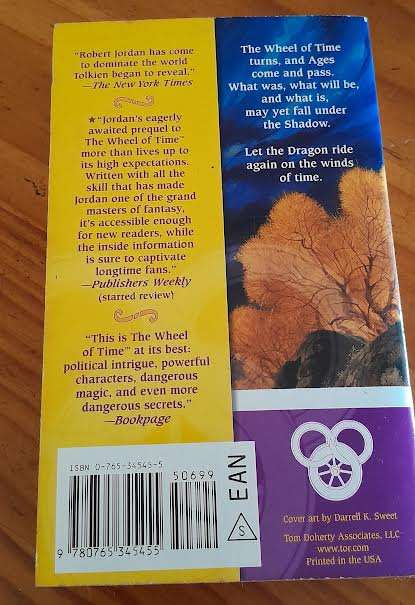 "Robert Jordan has come
to dominate the world
Tolkien began to reveal."
—The New York Times
★"Jordan's eagerly
awaited prequel to
The Wheel of Time™
more than lives up to
its high expectations.
Written with all the
skill that has made
Jordan one of the grand
masters of fantasy,
it's accessible enough
for new readers, while
the inside information
is sure to captivate
longtime fans."
—Publishers Weekly
(starred review)
"This is The Wheel
of Time™ at its best:
political intrigue, powerful
characters, dangerous
magic, and even more
dangerous secrets."
—Bookpage
ISBN 0-765-34545-5
50699
9 780765 345455
EAN
S
The Wheel of Time
turns, and Ages
come and pass.
What was, what will be,
and what is,
may yet fall under
the Shadow.
Let the Dragon ride
again on the winds
of time.
Cover art by Darrell K. Sweet
Tom Doherty Associates, LLC
www.tor.com
Printed in the USA